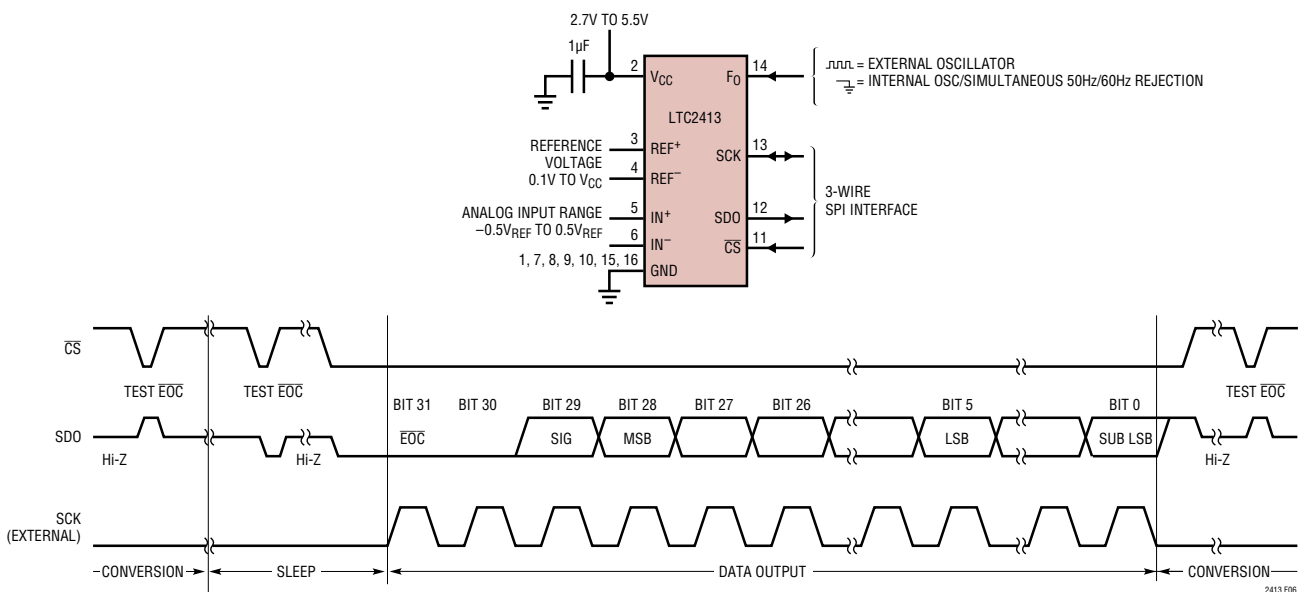 2.7V TO 5.5V
1µF
2
VCC
FO
14
= EXTERNAL OSCILLATOR
= INTERNAL OSC/SIMULTANEOUS 50Hz/60Hz REJECTION
LTC2413
REFERENCE
VOLTAGE
0.1V TO VCC
3
REF+
4
REF–
SCK
13
ANALOG INPUT RANGE
–0.5VREF TO 0.5VREF
5
IN+
6
IN–
SDO
12
CS
11
3-WIRE
SPI INTERFACE
1, 7, 8, 9, 10, 15, 16
GND
CS
TEST EOC
TEST EOC
TEST EOC
BIT 31
BIT 30
BIT 29
BIT 28
BIT 27
BIT 26
BIT 5
BIT 0
SDO
EOC
SIG
MSB
LSB
SUB LSB
Hi-Z
Hi-Z
Hi-Z
SCK
(EXTERNAL)
CONVERSION
SLEEP
DATA OUTPUT
CONVERSION
2413 F06